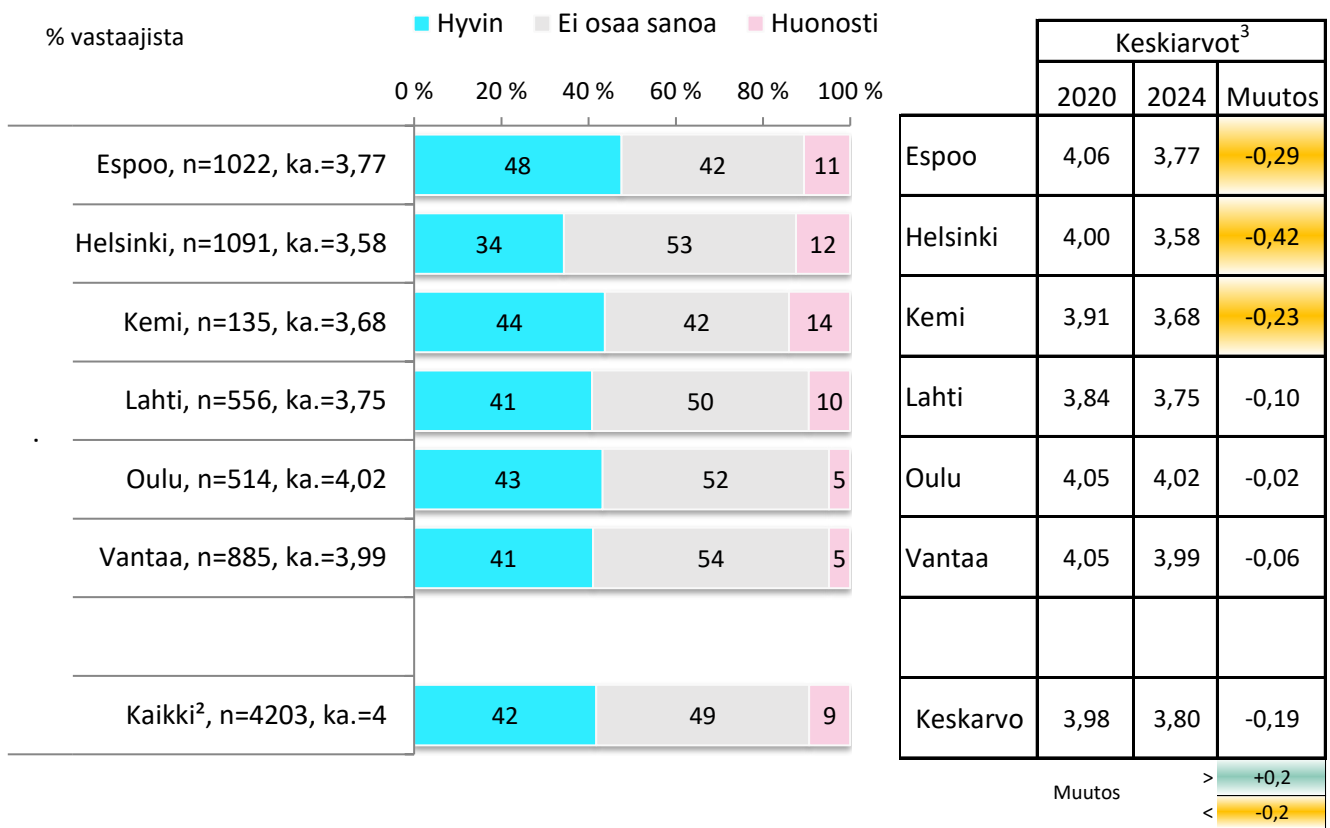 % vastaajista
Hyvin Ei osaa sanoa Huonosti
0 % 20 % 40 % 60 % 80 % 100 %
Espoo, n=1022, ka.=3,77 48 42 11
Helsinki, n=1091, ka.=3,58 34 53 12
Kemi, n=135, ka.=3,68 44 42 14
Lahti, n=556, ka.=3,75 41 50 10
.
Oulu, n=514, ka.=4,02 43 52 5
Vantaa, n=885, ka.=3,99 41 54 5
Kaikki², n=4203, ka.=4 42 49 9
Keskiarvot³
2020 2024 Muutos
Espoo 4,06 3,77 -0,29
Helsinki 4,00 3,58 -0,42
Kemi 3,91 3,68 -0,23
Lahti 3,84 3,75 -0,10
Oulu 4,05 4,02 -0,02
Vantaa 4,05 3,99 -0,06
Keskarvo 3,98 3,80 -0,19
Muutos
> +0,2
< -0,2